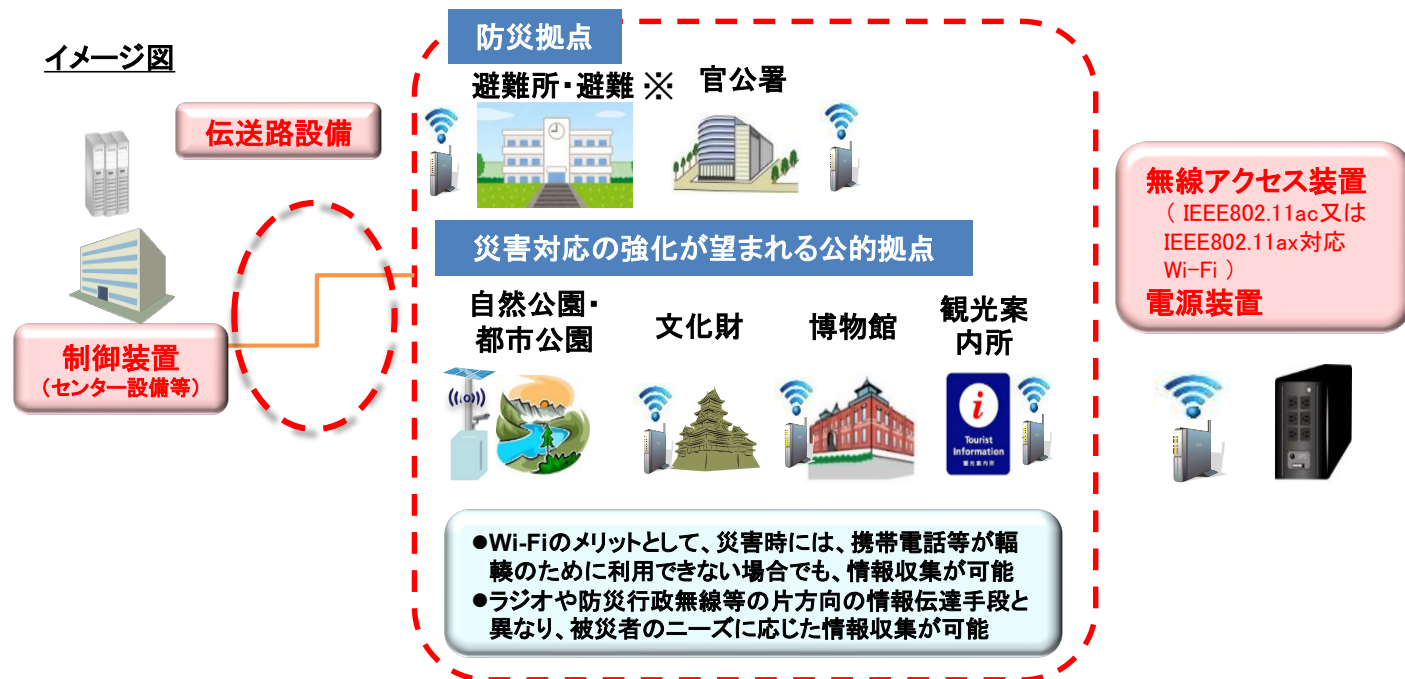 イメージ図
防災拠点
避難所・避難 ※
官公署
伝送路設備
無線アクセス装置
（ IEEE802.11ac又は
IEEE802.11ax対応
Wi-Fi ）
電源装置
災害対応の強化が望まれる公的拠点
自然公園・
都市公園
文化財
博物館
観光案
内所
制御装置
（センター設備等）
((ｉo))
i
Tourist
Information
観光案内所
●Wi-Fiのメリットとして、災害時には、携帯電話等が輻
輳のために利用できない場合でも、情報収集が可能
●ラジオや防災行政無線等の片方向の情報伝達手段と
異なり、被災者のニーズに応じた情報収集が可能